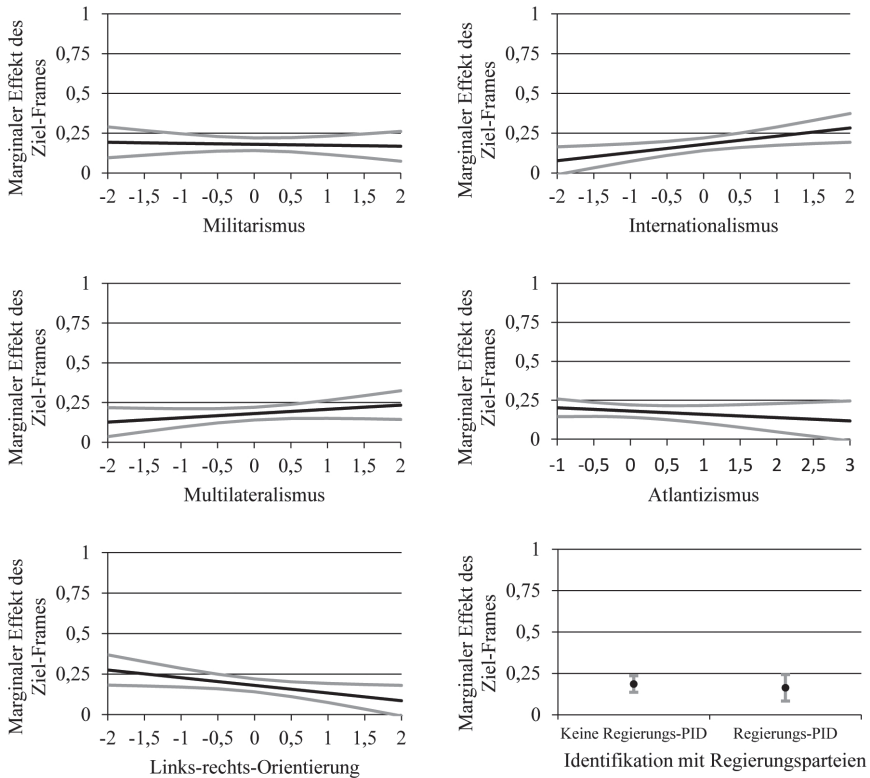 Marginaler Effekt des
Ziel-Frames
1
0,75
0,5
0,25
0
-2 -1,5 -1 -0,5 0 0,5 1 1,5 2
Militarismus
Marginaler Effekt des
Ziel-Frames
1
0,75
0,5
0,25
0
-2 -1,5 -1 -0,5 0 0,5 1 1,5 2
Internationalismus
Marginaler Effekt des
Ziel-Frames
1
0,75
0,5
0,25
0
-2 -1,5 -1 -0,5 0 0,5 1 1,5 2
Multilateralismus
Marginaler Effekt des
Ziel-Frames
1
0,75
0,5
0,25
0
-1 -0,5 0 0,5 1 1,5 2 2,5 3
Atlantizismus
Marginaler Effekt des
Ziel-Frames
1
0,75
0,5
0,25
0
-2 -1,5 -1 -0,5 0 0,5 1 1,5 2
Links-rechts-Orientierung
Marginaler Effekt des
Ziel-Frames
1
0,75
0,5
0,25
0
Keine Regierungs-PID Regierungs-PID
Identifikation mit Regierungsparteien